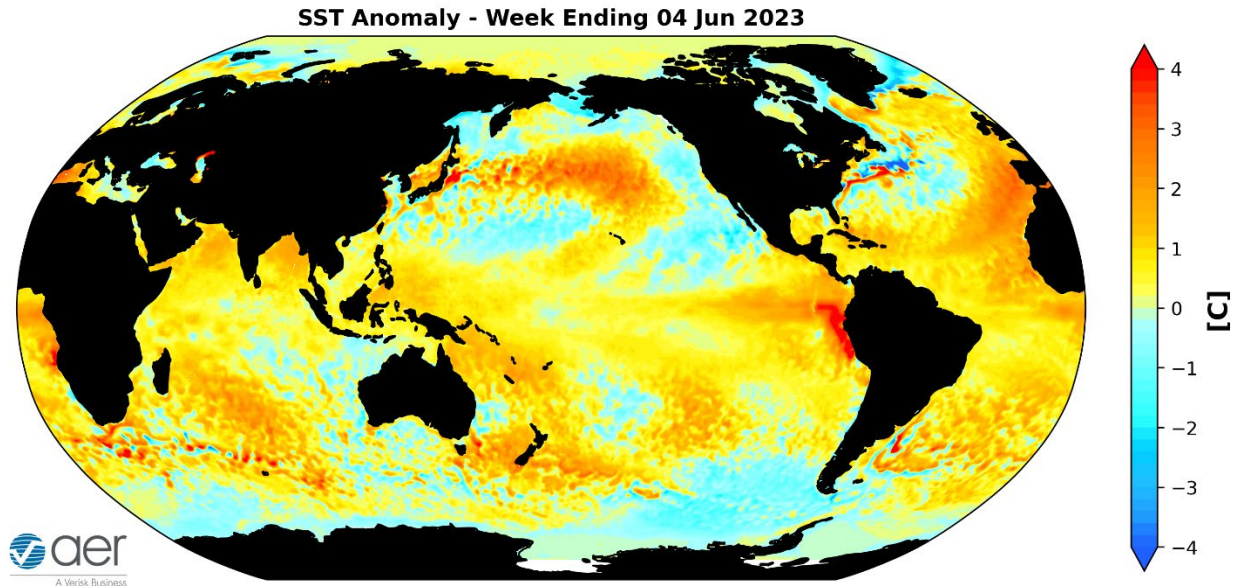 SST Anomaly - Week Ending 04 Jun 2023
4
3
2
1
0
−1
−2
−3
−4
[C]
aer
A Verisk Business